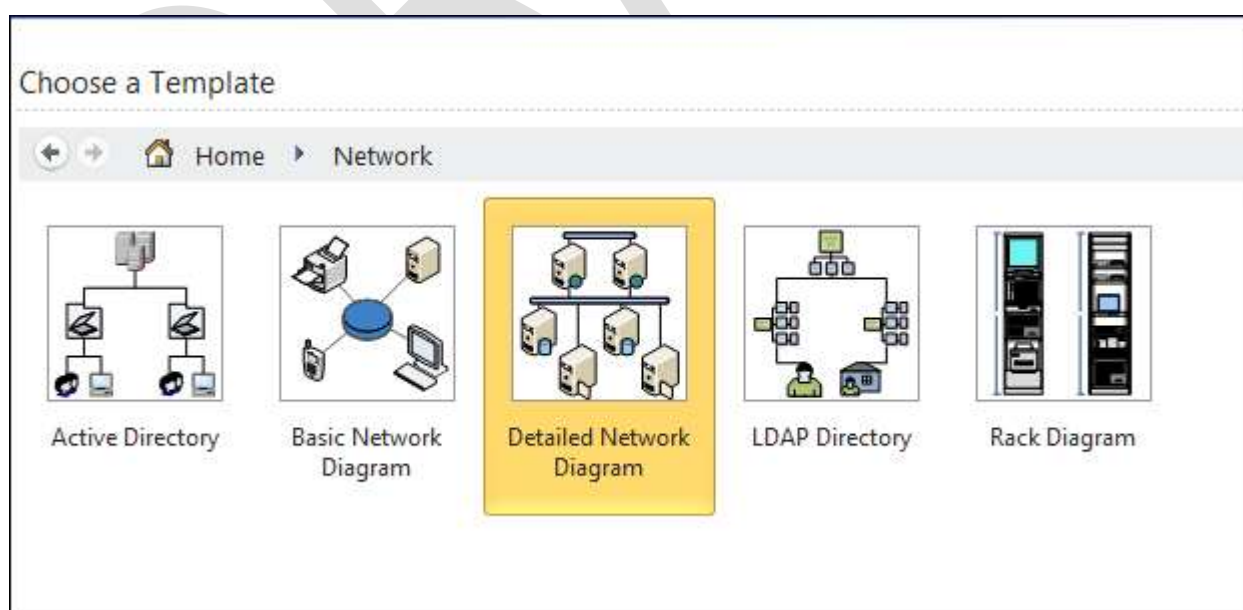 Choose a Template
Home Network
Active Directory
Basic Network
Diagram
Detailed Network
Diagram
LDAP Directory
Rack Diagram